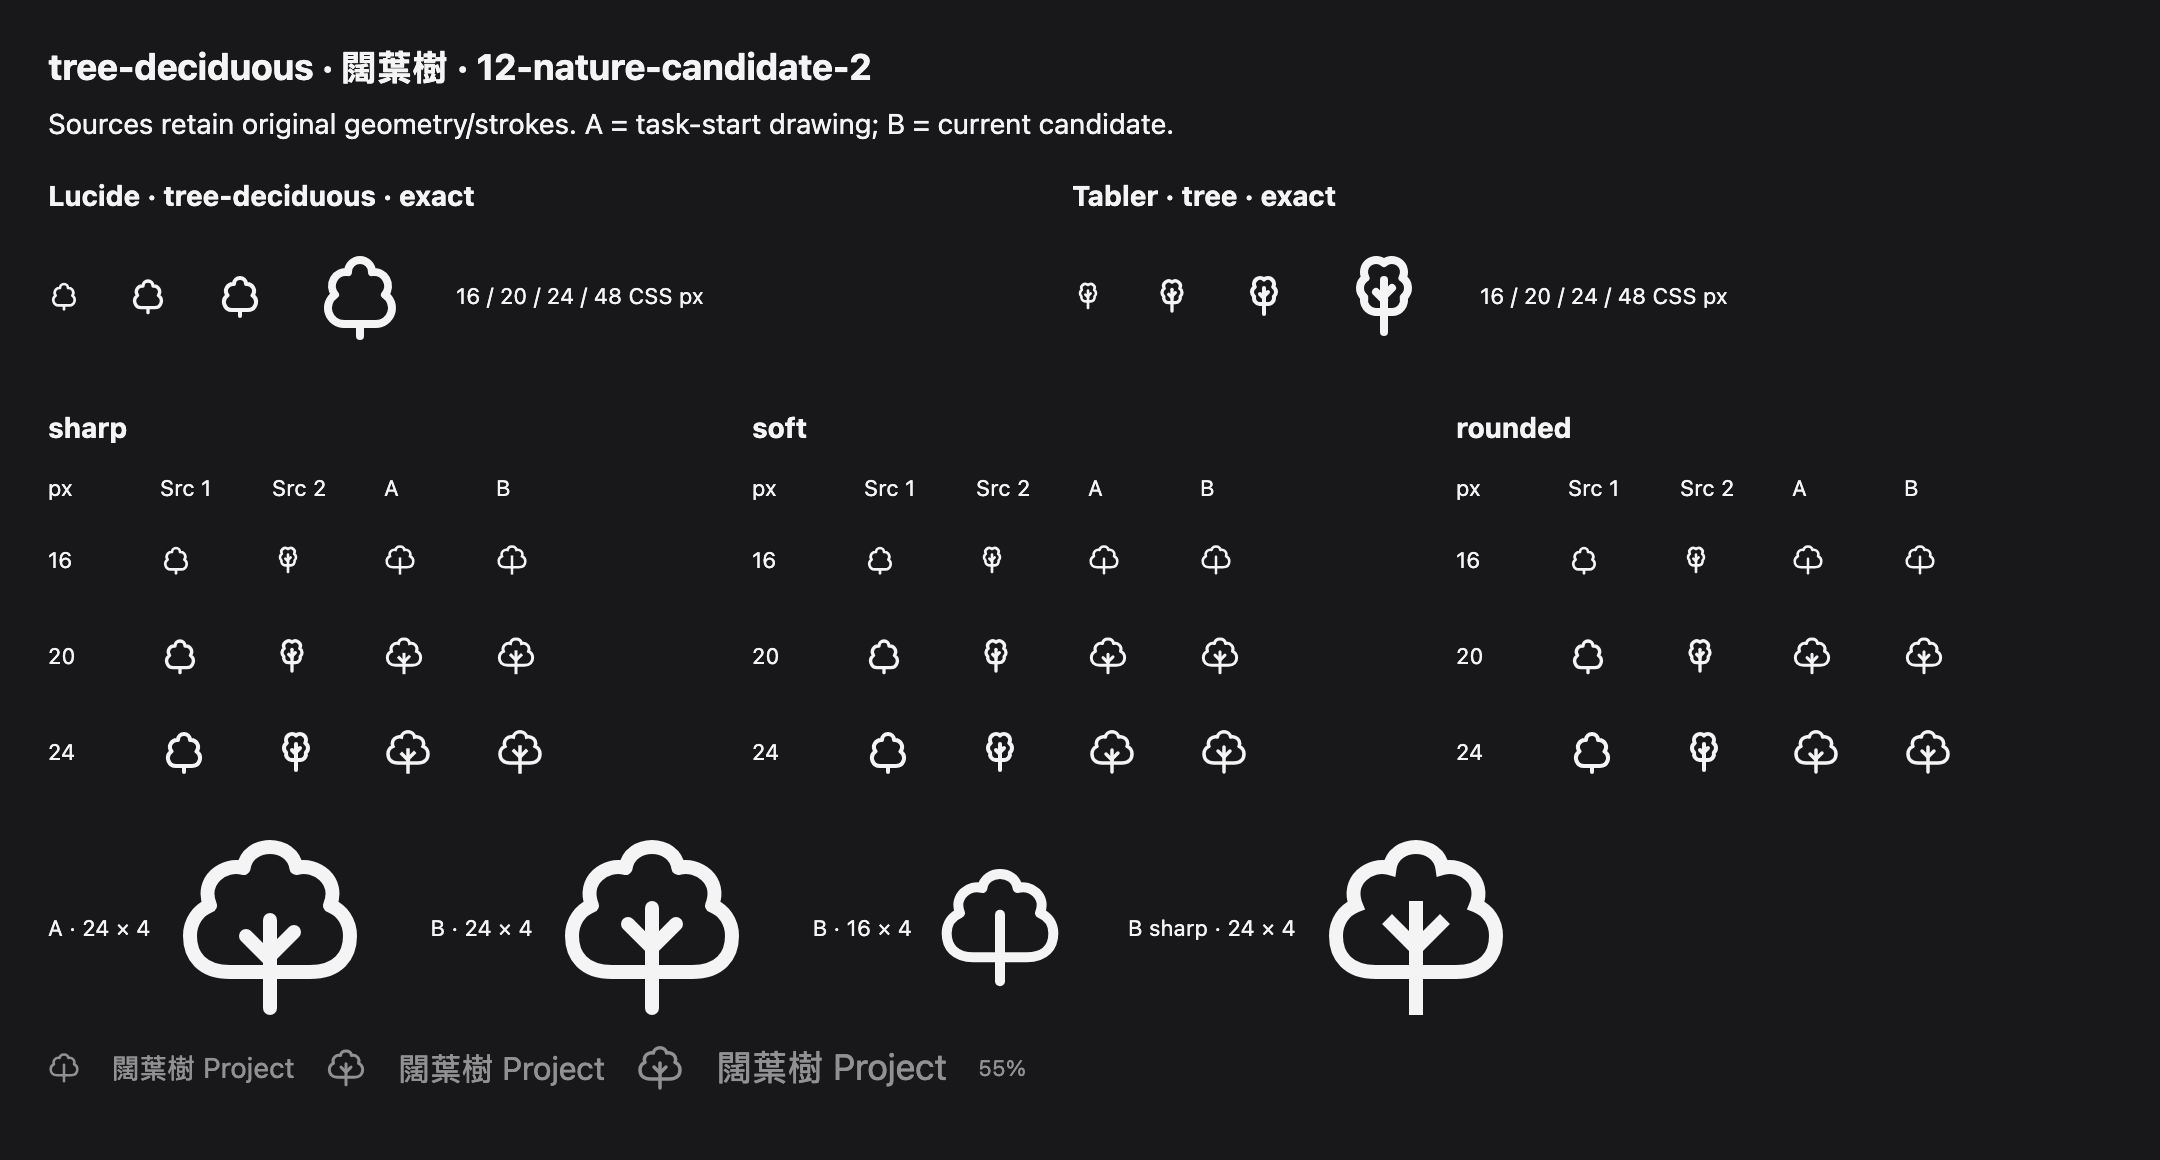 tree-deciduous · 闊葉樹 · 12-nature-candidate-2
Sources retain original geometry/strokes. A = task-start drawing; B = current candidate.
Lucide · tree-deciduous · exact
Tabler · tree · exact
16 / 20 / 24 / 48 CSS px
16 / 20 / 24 / 48 CSS px
sharp
soft
rounded
px Src 1 Src 2 A B
px Src 1 Src 2 A B
px Src 1 Src 2 A B
16
16
16
20
20
20
24
24
24
A · 24 × 4
B · 24 × 4
B · 16 × 4
B sharp · 24 × 4
闊葉樹 Project
闊葉樹 Project
闊葉樹 Project
55%